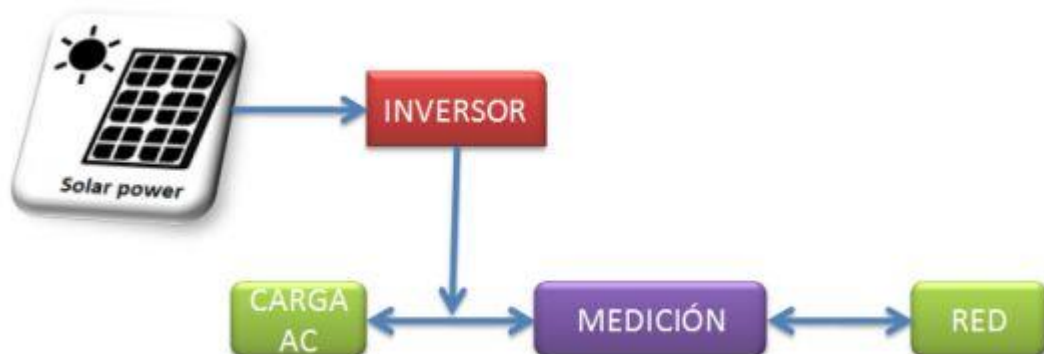 Solar power
INVERSOR
CARGA
AC
MEDICIÓN
RED